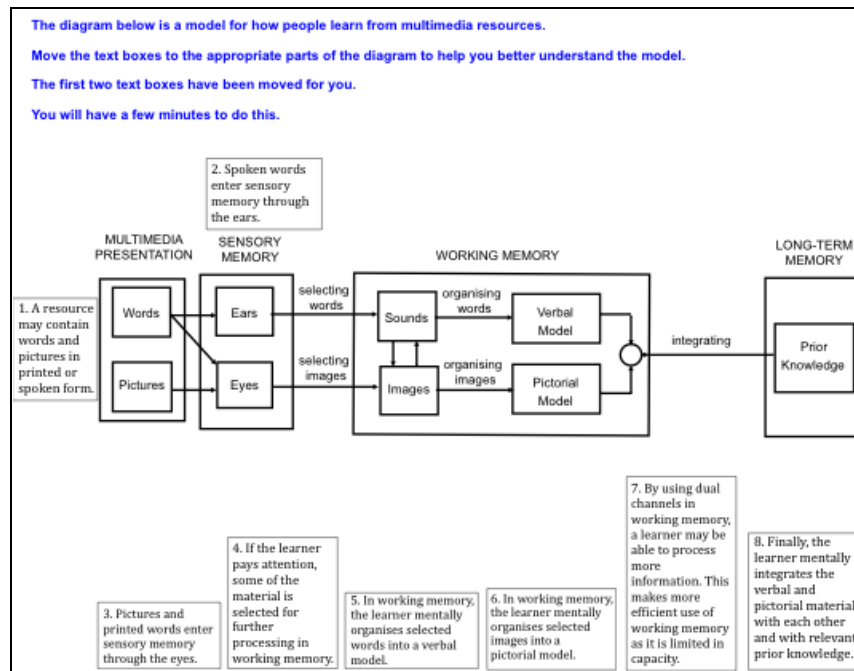 The diagram below is a model for how people learn from multimedia resources.
Move the text boxes to the appropriate parts of the diagram to help you better understand the model.
The first two text boxes have been moved for you.
You will have a few minutes to do this.
2. Spoken words
enter sensory
memory through
the ears.
MULTIMEDIA
PRESENTATION
SENSORY
MEMORY
WORKING MEMORY
LONG-TERM
MEMORY
1. A resource
may contain
words and
pictures in
printed or
spoken form.
Words
Pictures
Ears
Eyes
selecting
words
selecting
images
Sounds
Images
organising
words
organising
images
Verbal
Model
Pictorial
Model
integrating
Prior
Knowledge
3. Pictures and
printed words enter
sensory memory
through the eyes.
4. If the learner
pays attention,
some of the
material is
selected for
further
processing in
working memory.
5. In working memory,
the learner mentally
organises selected
words into a verbal
model.
6. In working memory,
the learner mentally
organises selected
images into a
pictorial model.
7. By using dual
channels in
working memory,
a learner may be
able to process
more
information. This
makes more
efficient use of
working memory
as it is limited in
capacity.
8. Finally, the
learner mentally
integrates the
verbal and
pictorial material
with each other
and with relevant
prior knowledge.